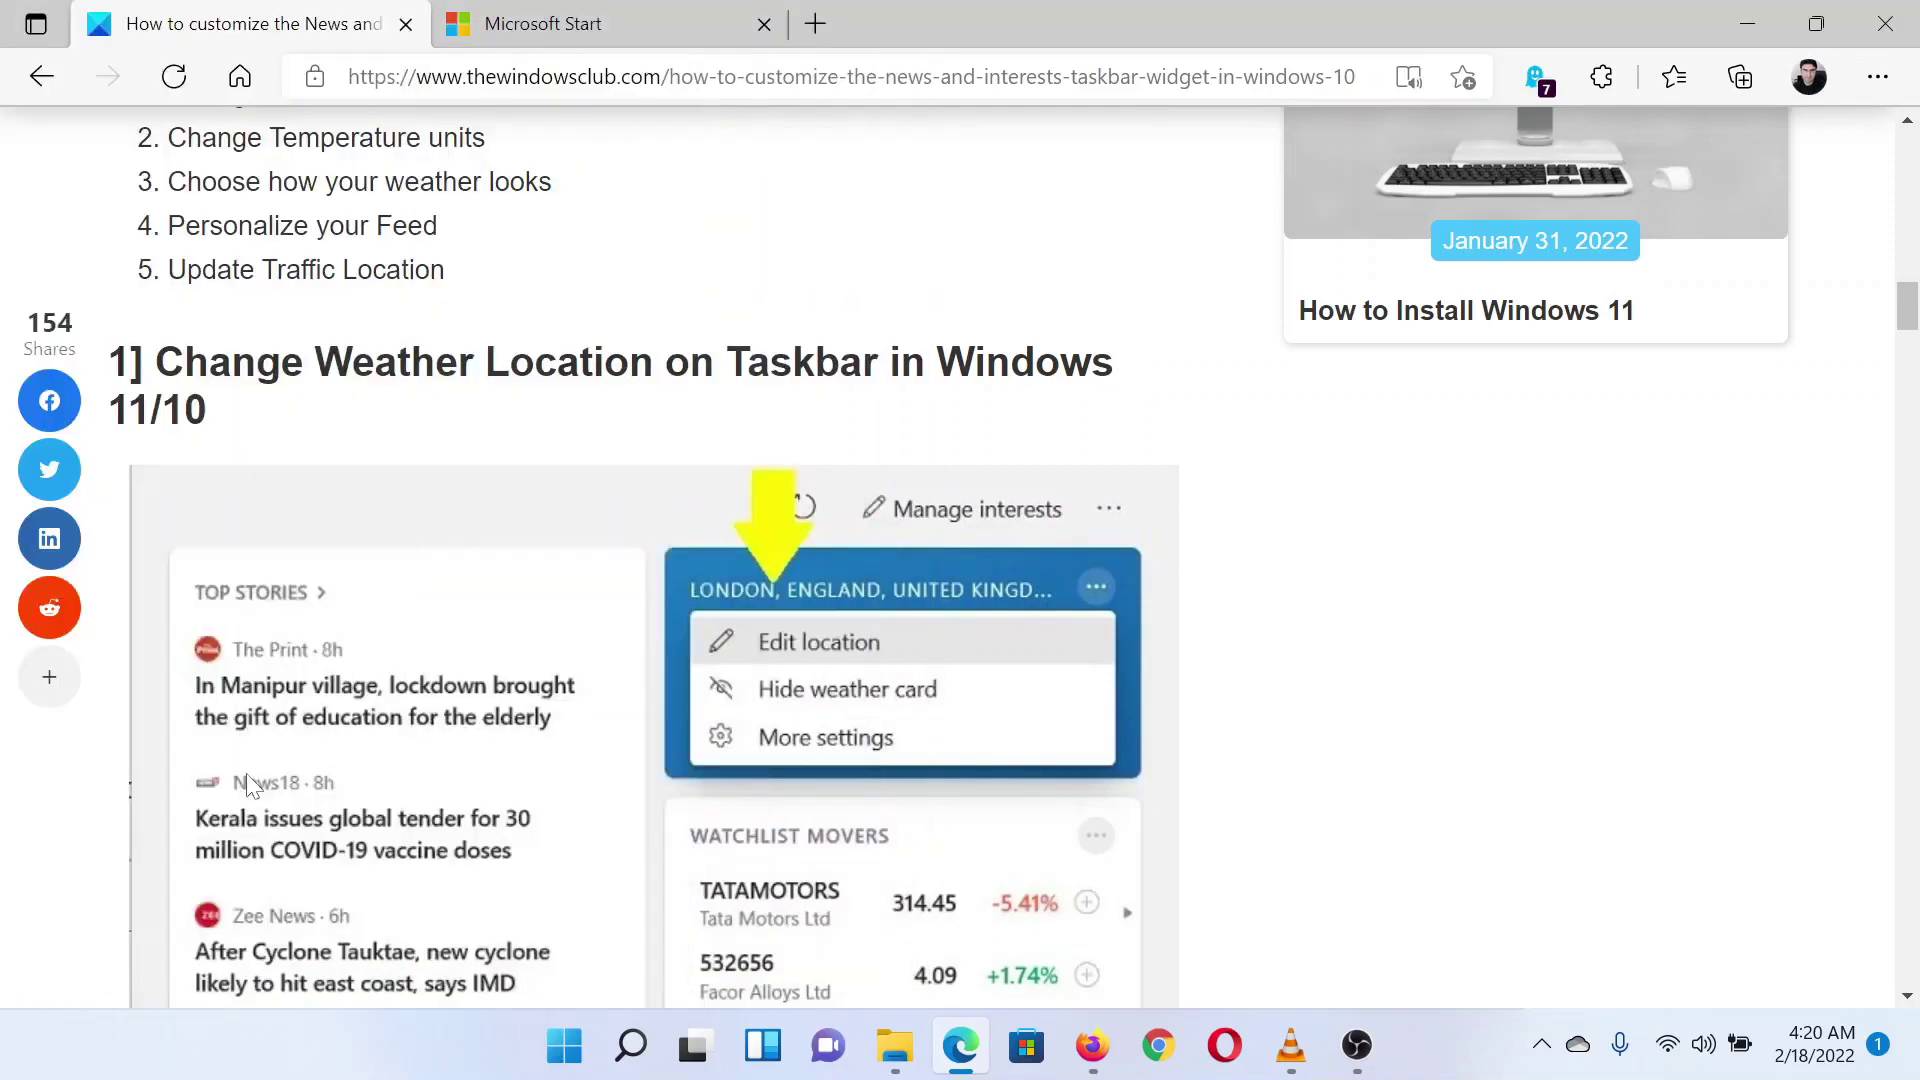 How to customize the News and
Microsoft Start
https://www.thewindowsclub.com/how-to-customize-the-news-and-interests-taskbar-widget-in-windows-10
7
2. Change Temperature units
3. Choose how your weather looks
4. Personalize your Feed
5. Update Traffic Location
January 31, 2022
How to Install Windows 11
154
Shares
1] Change Weather Location on Taskbar in Windows
11/10
Manage interests
TOP STORIES
The Print · 8h
In Manipur village, lockdown brought
the gift of education for the elderly
News18 · 8h
Kerala issues global tender for 30
million COVID-19 vaccine doses
Zee News · 6h
After Cyclone Tauktae, new cyclone
likely to hit east coast, says IMD
LONDON, ENGLAND, UNITED KINGD...
Edit location
Hide weather card
More settings
WATCHLIST MOVERS
TATAMOTORS 314.45 -5.41%
Tata Motors Ltd
532656 4.09 +1.74%
Facor Alloys Ltd
4:20 AM
2/18/2022
1